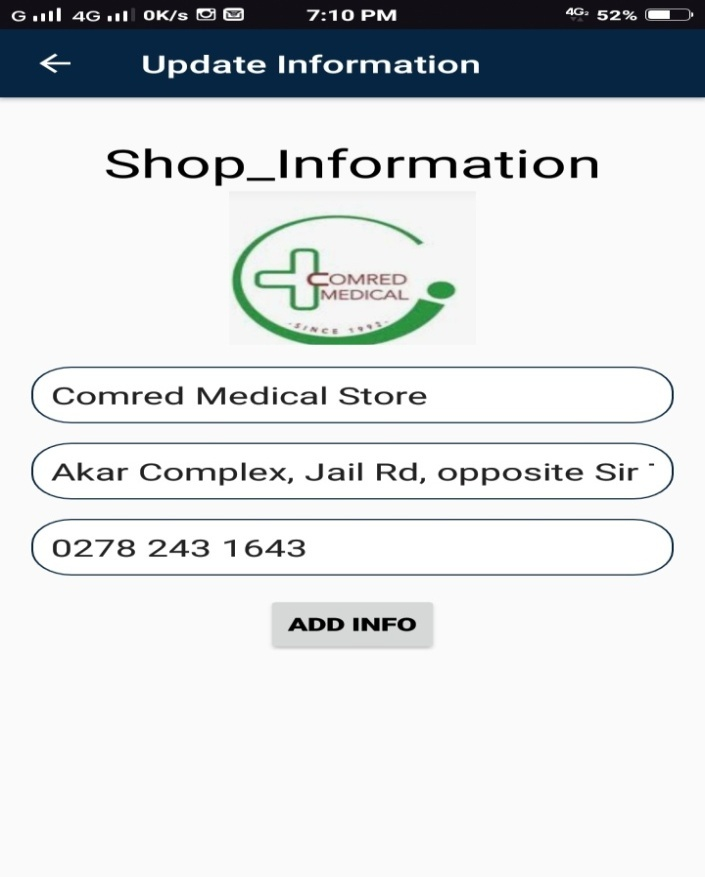 G 4G 0K/s 7:10 PM 4G 52%
Update Information
Shop_Information
COMRED
MEDICAL
-SINCE 1992-
Comred Medical Store
Akar Complex, Jail Rd, opposite Sir
0278 243 1643
ADD INFO